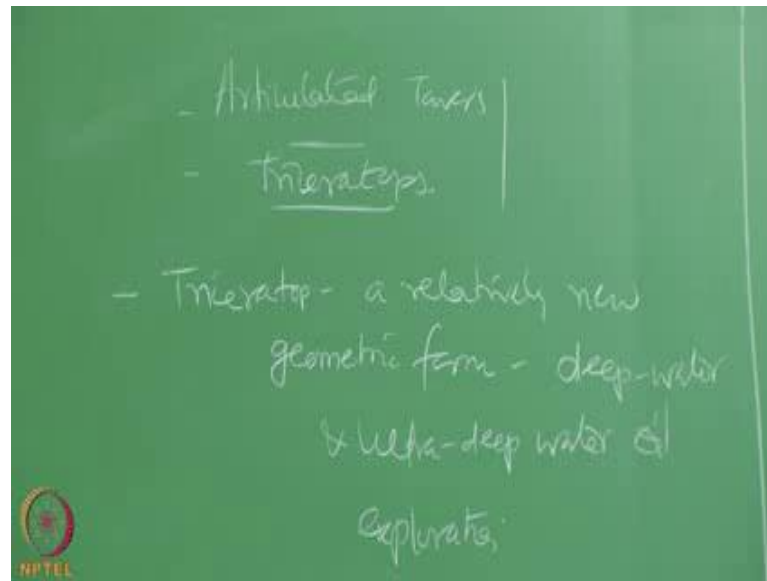 - Articulated Towers
- Triceratops.
- Triceratop - a relatively new
geometric form - deep-water
& Ultra-deep water oil
exploration
NPTEL